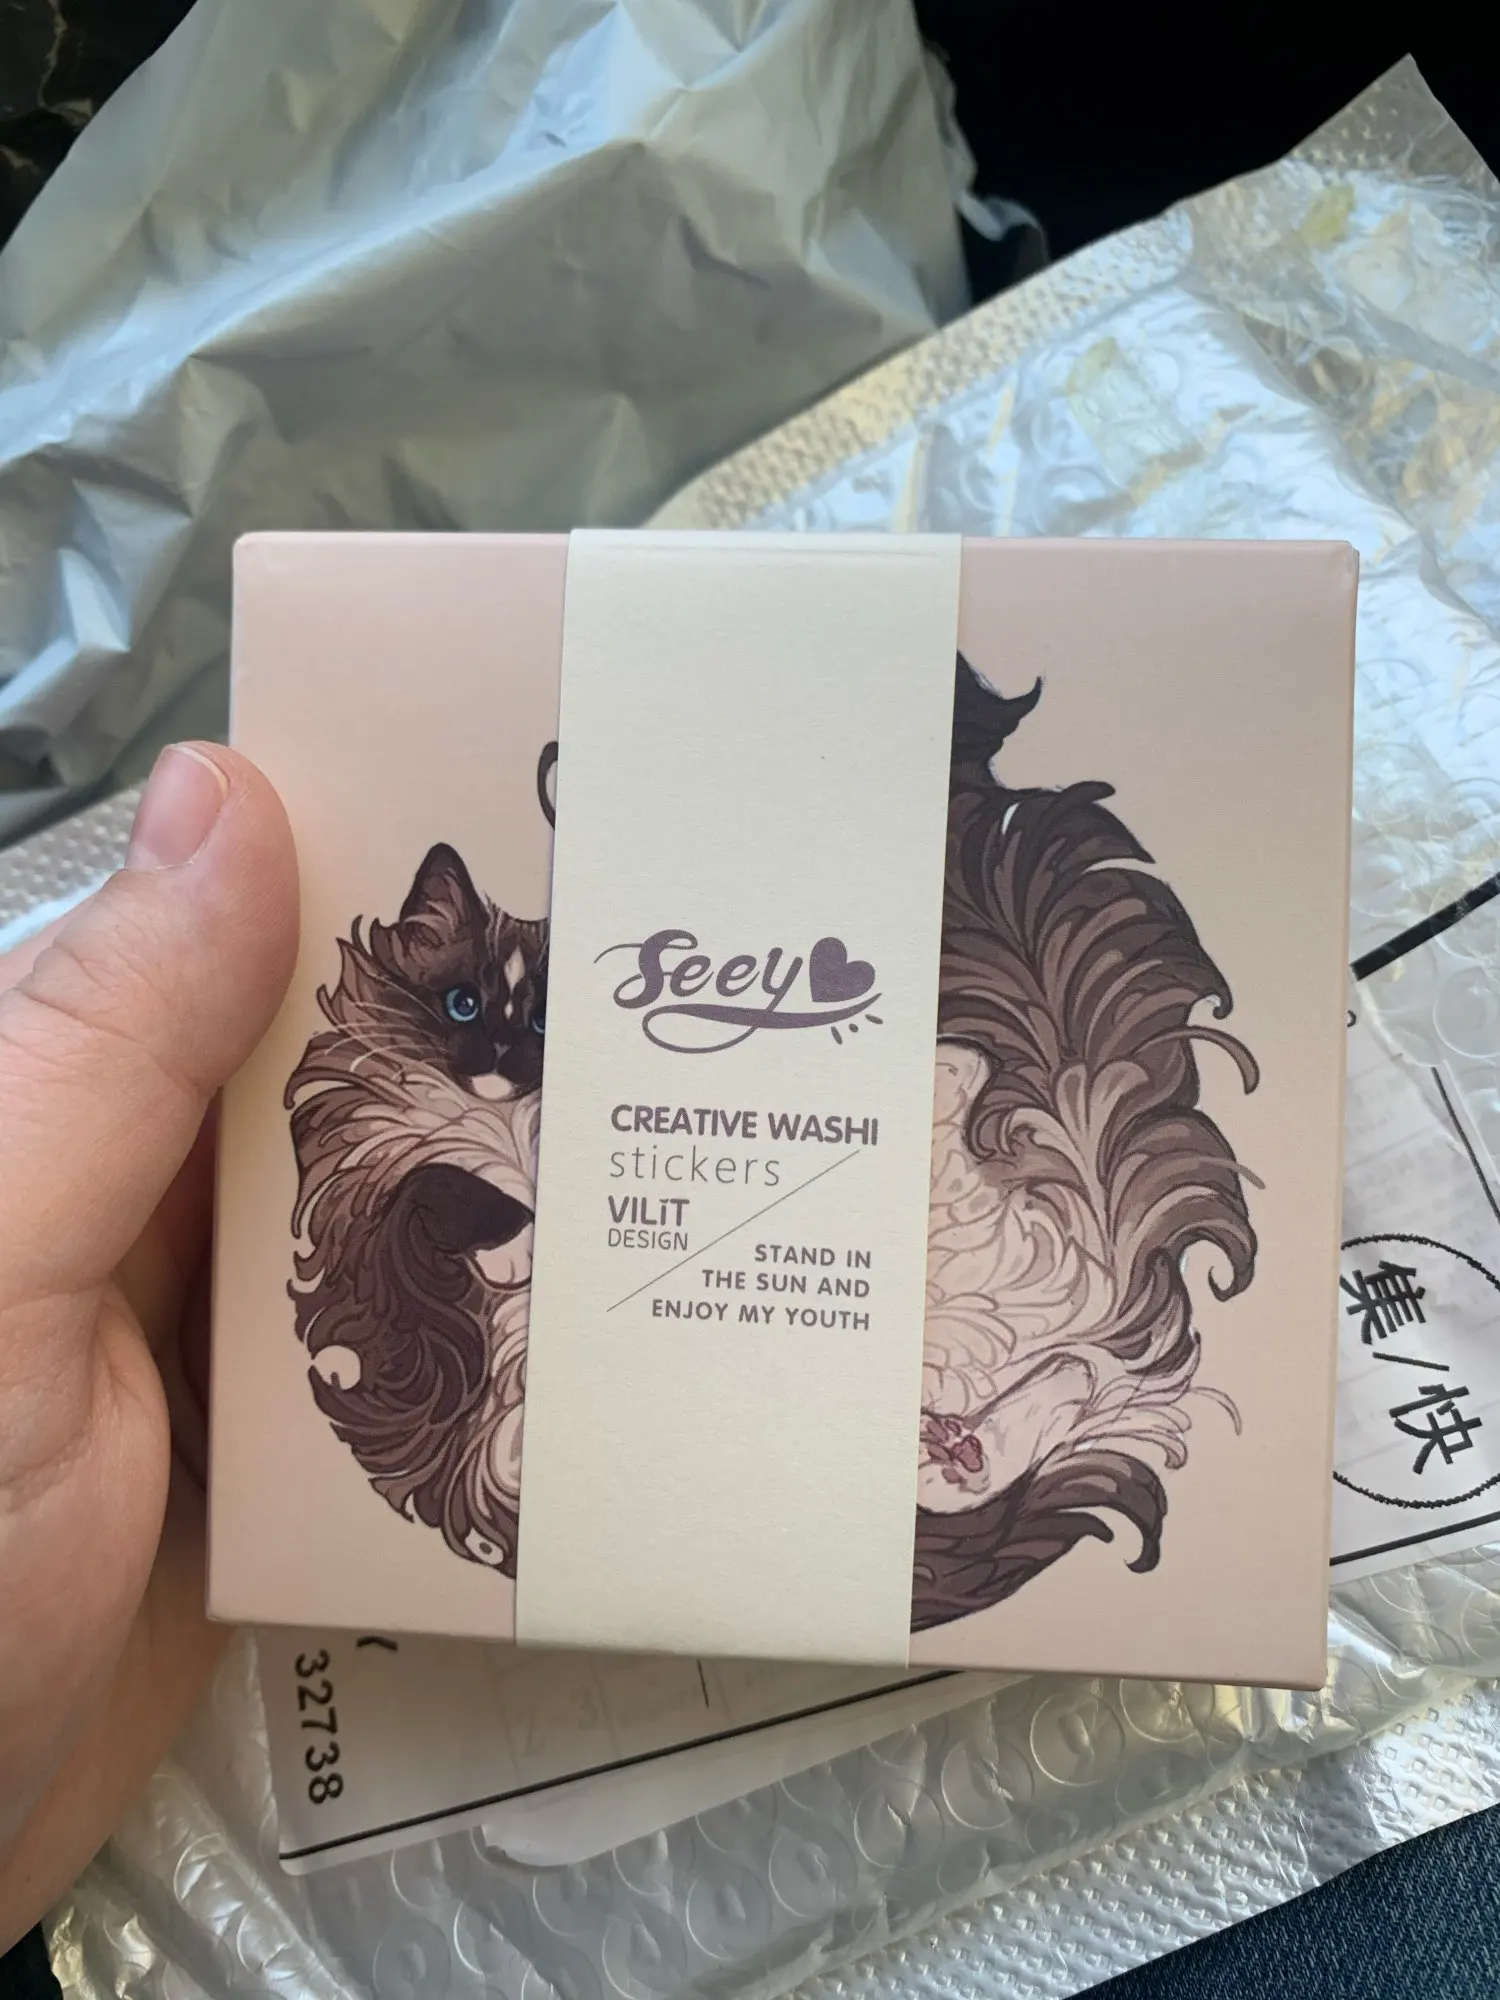 Seey
CREATIVE WASHI
stickers
VILiT
DESIGN
STAND IN
THE SUN AND
ENJOY MY YOUTH
集/快
32738